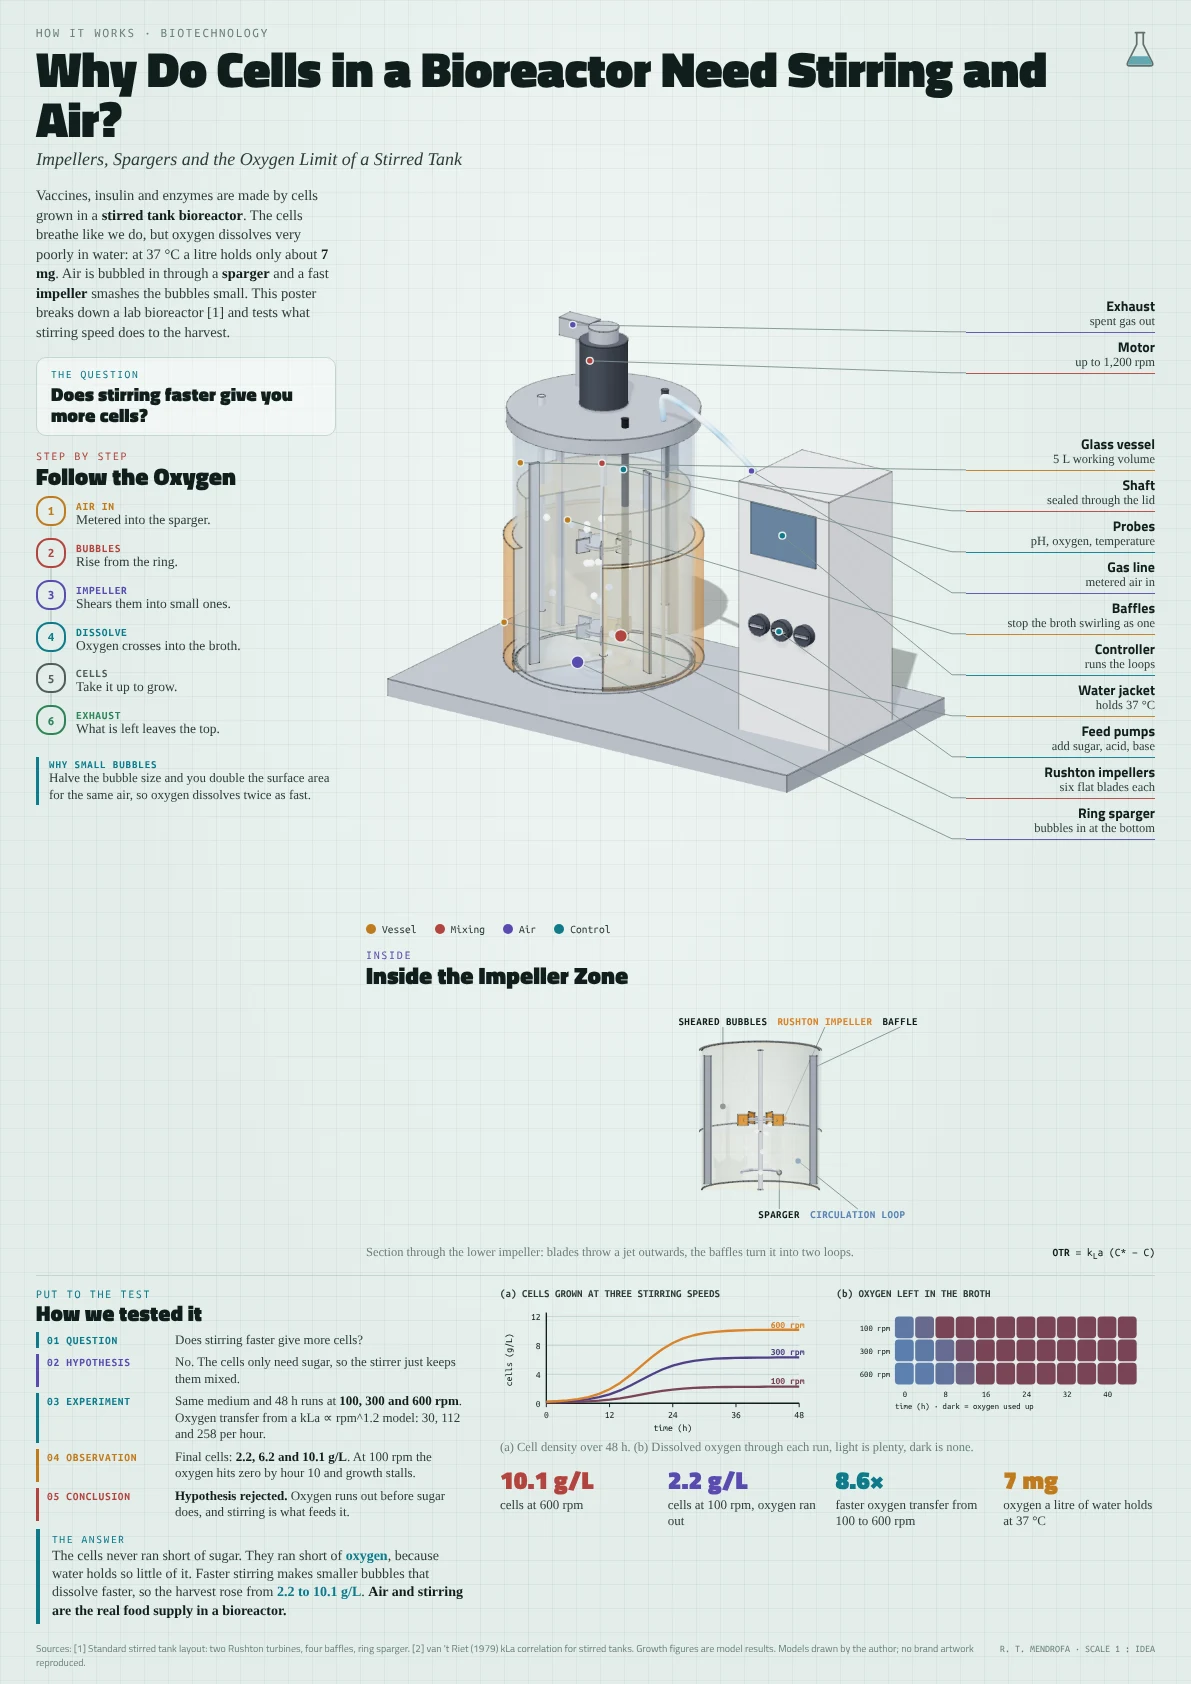 HOW IT WORKS · BIOTECHNOLOGY
Why Do Cells in a Bioreactor Need Stirring and
Air?
Impellers, Spargers and the Oxygen Limit of a Stirred Tank
Vaccines, insulin and enzymes are made by cells
grown in a stirred tank bioreactor. The cells
breathe like we do, but oxygen dissolves very
poorly in water: at 37 °C a litre holds only about 7
mg. Air is bubbled in through a sparger and a fast
impeller smashes the bubbles small. This poster
breaks down a lab bioreactor [1] and tests what
stirring speed does to the harvest.
THE QUESTION
Does stirring faster give you
more cells?
STEP BY STEP
Follow the Oxygen
1
AIR IN
Metered into the sparger.
2
BUBBLES
Rise from the ring.
3
IMPELLER
Shears them into small ones.
4
DISSOLVE
Oxygen crosses into the broth.
5
CELLS
Take it up to grow.
6
EXHAUST
What is left leaves the top.
WHY SMALL BUBBLES
Halve the bubble size and you double the surface area
for the same air, so oxygen dissolves twice as fast.
Exhaust
spent gas out
Motor
up to 1,200 rpm
Glass vessel
5 L working volume
Shaft
sealed through the lid
Probes
pH, oxygen, temperature
Gas line
metered air in
Baffles
stop the broth swirling as one
Controller
runs the loops
Water jacket
holds 37 °C
Feed pumps
add sugar, acid, base
Rushton impellers
six flat blades each
Ring sparger
bubbles in at the bottom
Vessel Mixing Air Control
INSIDE
Inside the Impeller Zone
SHEARED BUBBLES RUSHTON IMPELLER BAFFLE
SPARGER CIRCULATION LOOP
Section through the lower impeller: blades throw a jet outwards, the baffles turn it into two loops.
OTR = kLa (C* − C)
PUT TO THE TEST
How we tested it
01 QUESTION
Does stirring faster give more cells?
02 HYPOTHESIS
No. The cells only need sugar, so the stirrer just keeps
them mixed.
03 EXPERIMENT
Same medium and 48 h runs at 100, 300 and 600 rpm.
Oxygen transfer from a kLa ∝ rpm^1.2 model: 30, 112
and 258 per hour.
04 OBSERVATION
Final cells: 2.2, 6.2 and 10.1 g/L. At 100 rpm the
oxygen hits zero by hour 10 and growth stalls.
05 CONCLUSION
Hypothesis rejected. Oxygen runs out before sugar
does, and stirring is what feeds it.
THE ANSWER
The cells never ran short of sugar. They ran short of oxygen, because
water holds so little of it. Faster stirring makes smaller bubbles that
dissolve faster, so the harvest rose from 2.2 to 10.1 g/L. Air and stirring
are the real food supply in a bioreactor.
(a) CELLS GROWN AT THREE STIRRING SPEEDS
12
8
4
0
cells (g/L)
600 rpm
300 rpm
100 rpm
0 12 24 36 48
time (h)
(b) OXYGEN LEFT IN THE BROTH
100 rpm
300 rpm
600 rpm
0 8 16 24 32 40
time (h) · dark = oxygen used up
(a) Cell density over 48 h. (b) Dissolved oxygen through each run, light is plenty, dark is none.
10.1 g/L
cells at 600 rpm
2.2 g/L
cells at 100 rpm, oxygen ran
out
8.6×
faster oxygen transfer from
100 to 600 rpm
7 mg
oxygen a litre of water holds
at 37 °C
Sources: [1] Standard stirred tank layout: two Rushton turbines, four baffles, ring sparger. [2] van 't Riet (1979) kLa correlation for stirred tanks. Growth figures are model results. Models drawn by the author; no brand artwork
reproduced.
R. T. MENDROFA · SCALE 1 : IDEA